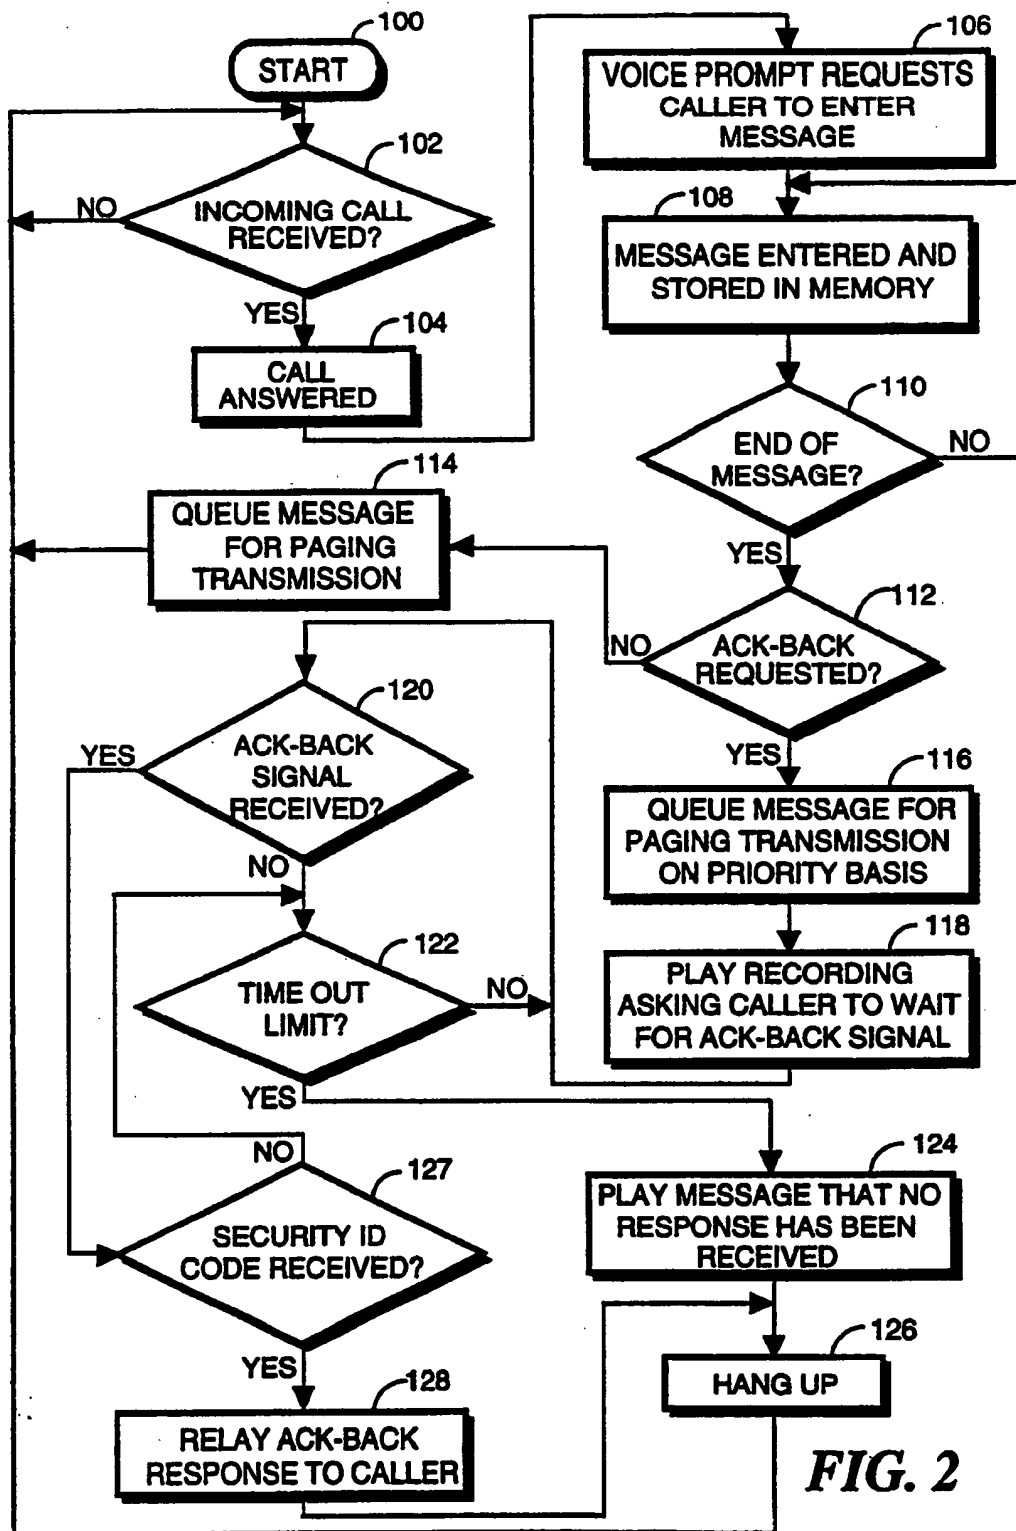 100
START
102
INCOMING CALL
RECEIVED?
NO
YES
104
CALL
ANSWERED
106
VOICE PROMPT REQUESTS
CALLER TO ENTER
MESSAGE
108
MESSAGE ENTERED AND
STORED IN MEMORY
110
END OF
MESSAGE?
NO
YES
112
ACK-BACK
REQUESTED?
NO
YES
114
QUEUE MESSAGE
FOR PAGING
TRANSMISSION
116
QUEUE MESSAGE FOR
PAGING TRANSMISSION
ON PRIORITY BASIS
118
PLAY RECORDING
ASKING CALLER TO WAIT
FOR ACK-BACK SIGNAL
120
ACK-BACK
SIGNAL
RECEIVED?
YES
NO
122
TIME OUT
LIMIT?
NO
YES
124
PLAY MESSAGE THAT NO
RESPONSE HAS BEEN
RECEIVED
126
HANG UP
NO
127
SECURITY ID
CODE RECEIVED?
YES
128
RELAY ACK-BACK
RESPONSE TO CALLER
FIG. 2